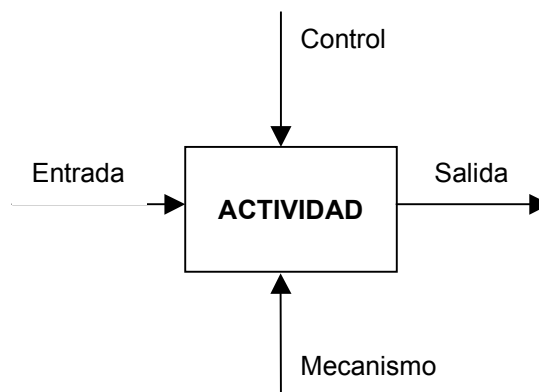 Control
Entrada
Salida
ACTIVIDAD
Mecanismo